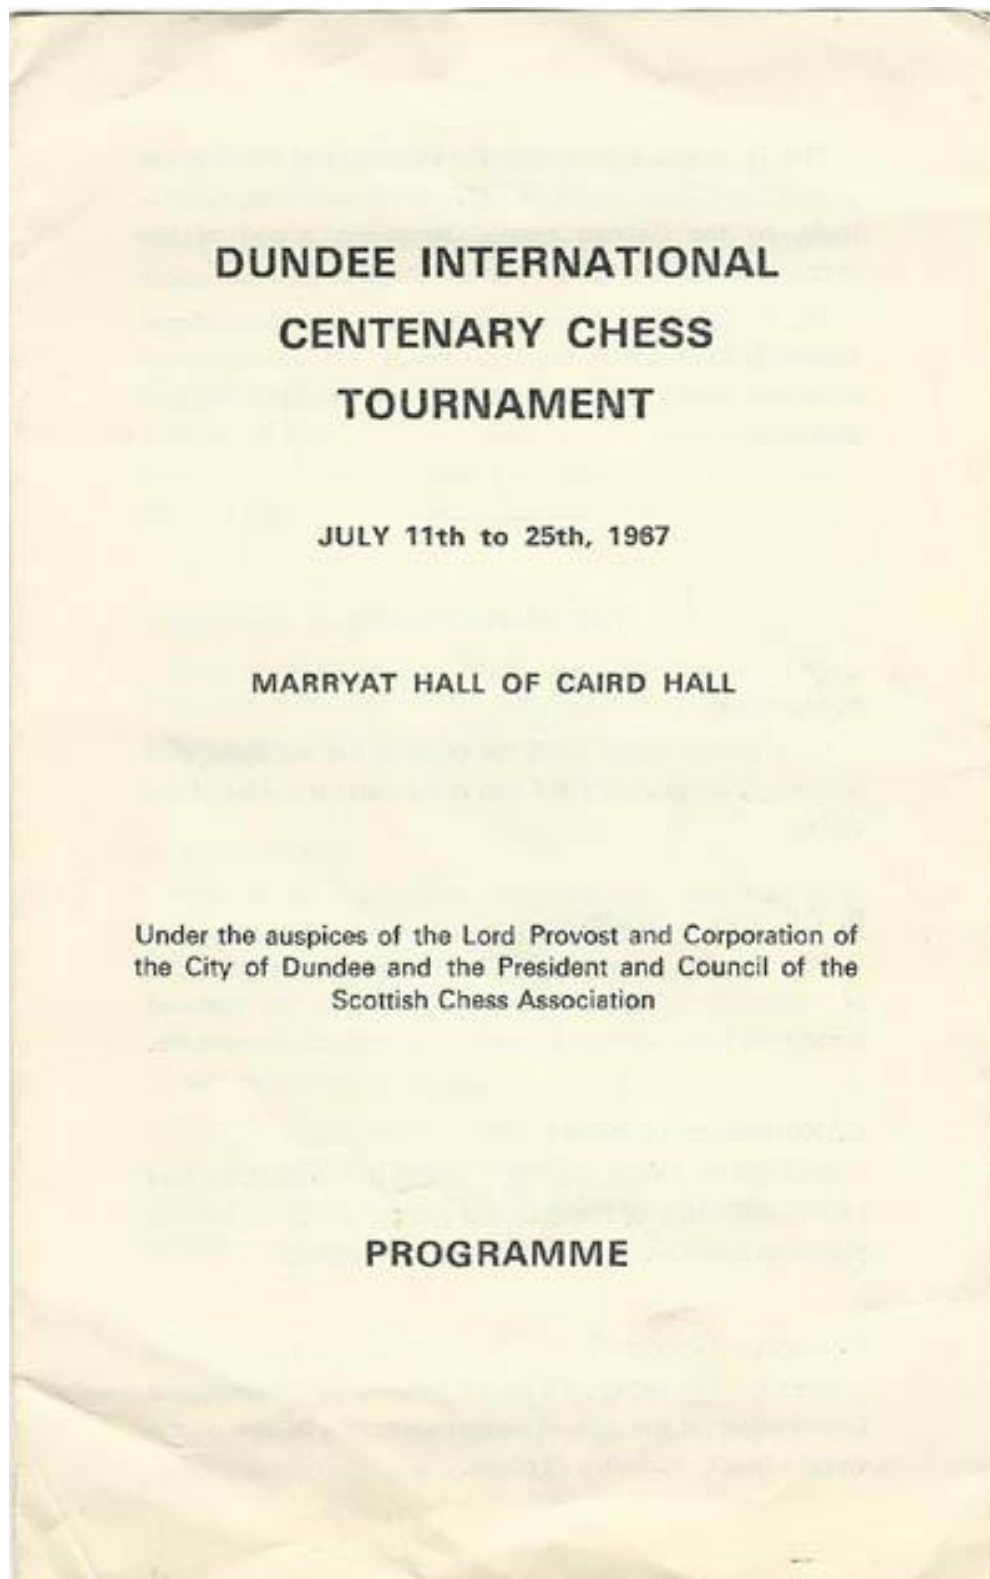 DUNDEE INTERNATIONAL
CENTENARY CHESS
TOURNAMENT
JULY 11th to 25th, 1967
MARRYAT HALL OF CAIRD HALL
Under the auspices of the Lord Provost and Corporation of
the City of Dundee and the President and Council of the
Scottish Chess Association
PROGRAMME